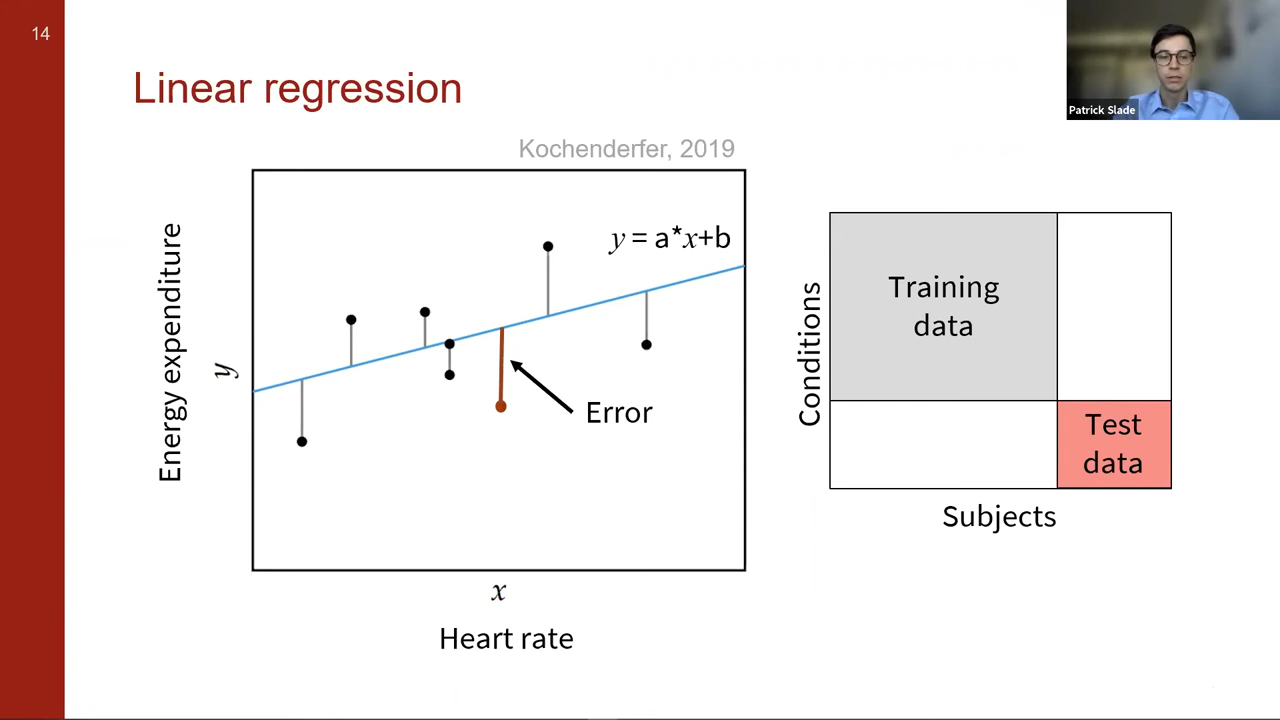 14
Linear regression
Patrick Slade
Kochenderfer, 2019
Energy expenditure
y
y = a*x+b
Error
x
Heart rate
Conditions
Training
data
Test
data
Subjects